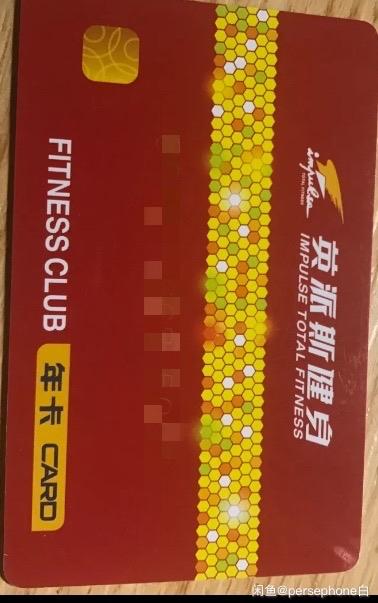 impulse
TOTAL FITNESS
英派斯健身
IMPULSE TOTAL FITNESS
FITNESS CLUB
年卡 CARD
闲鱼@persephone白